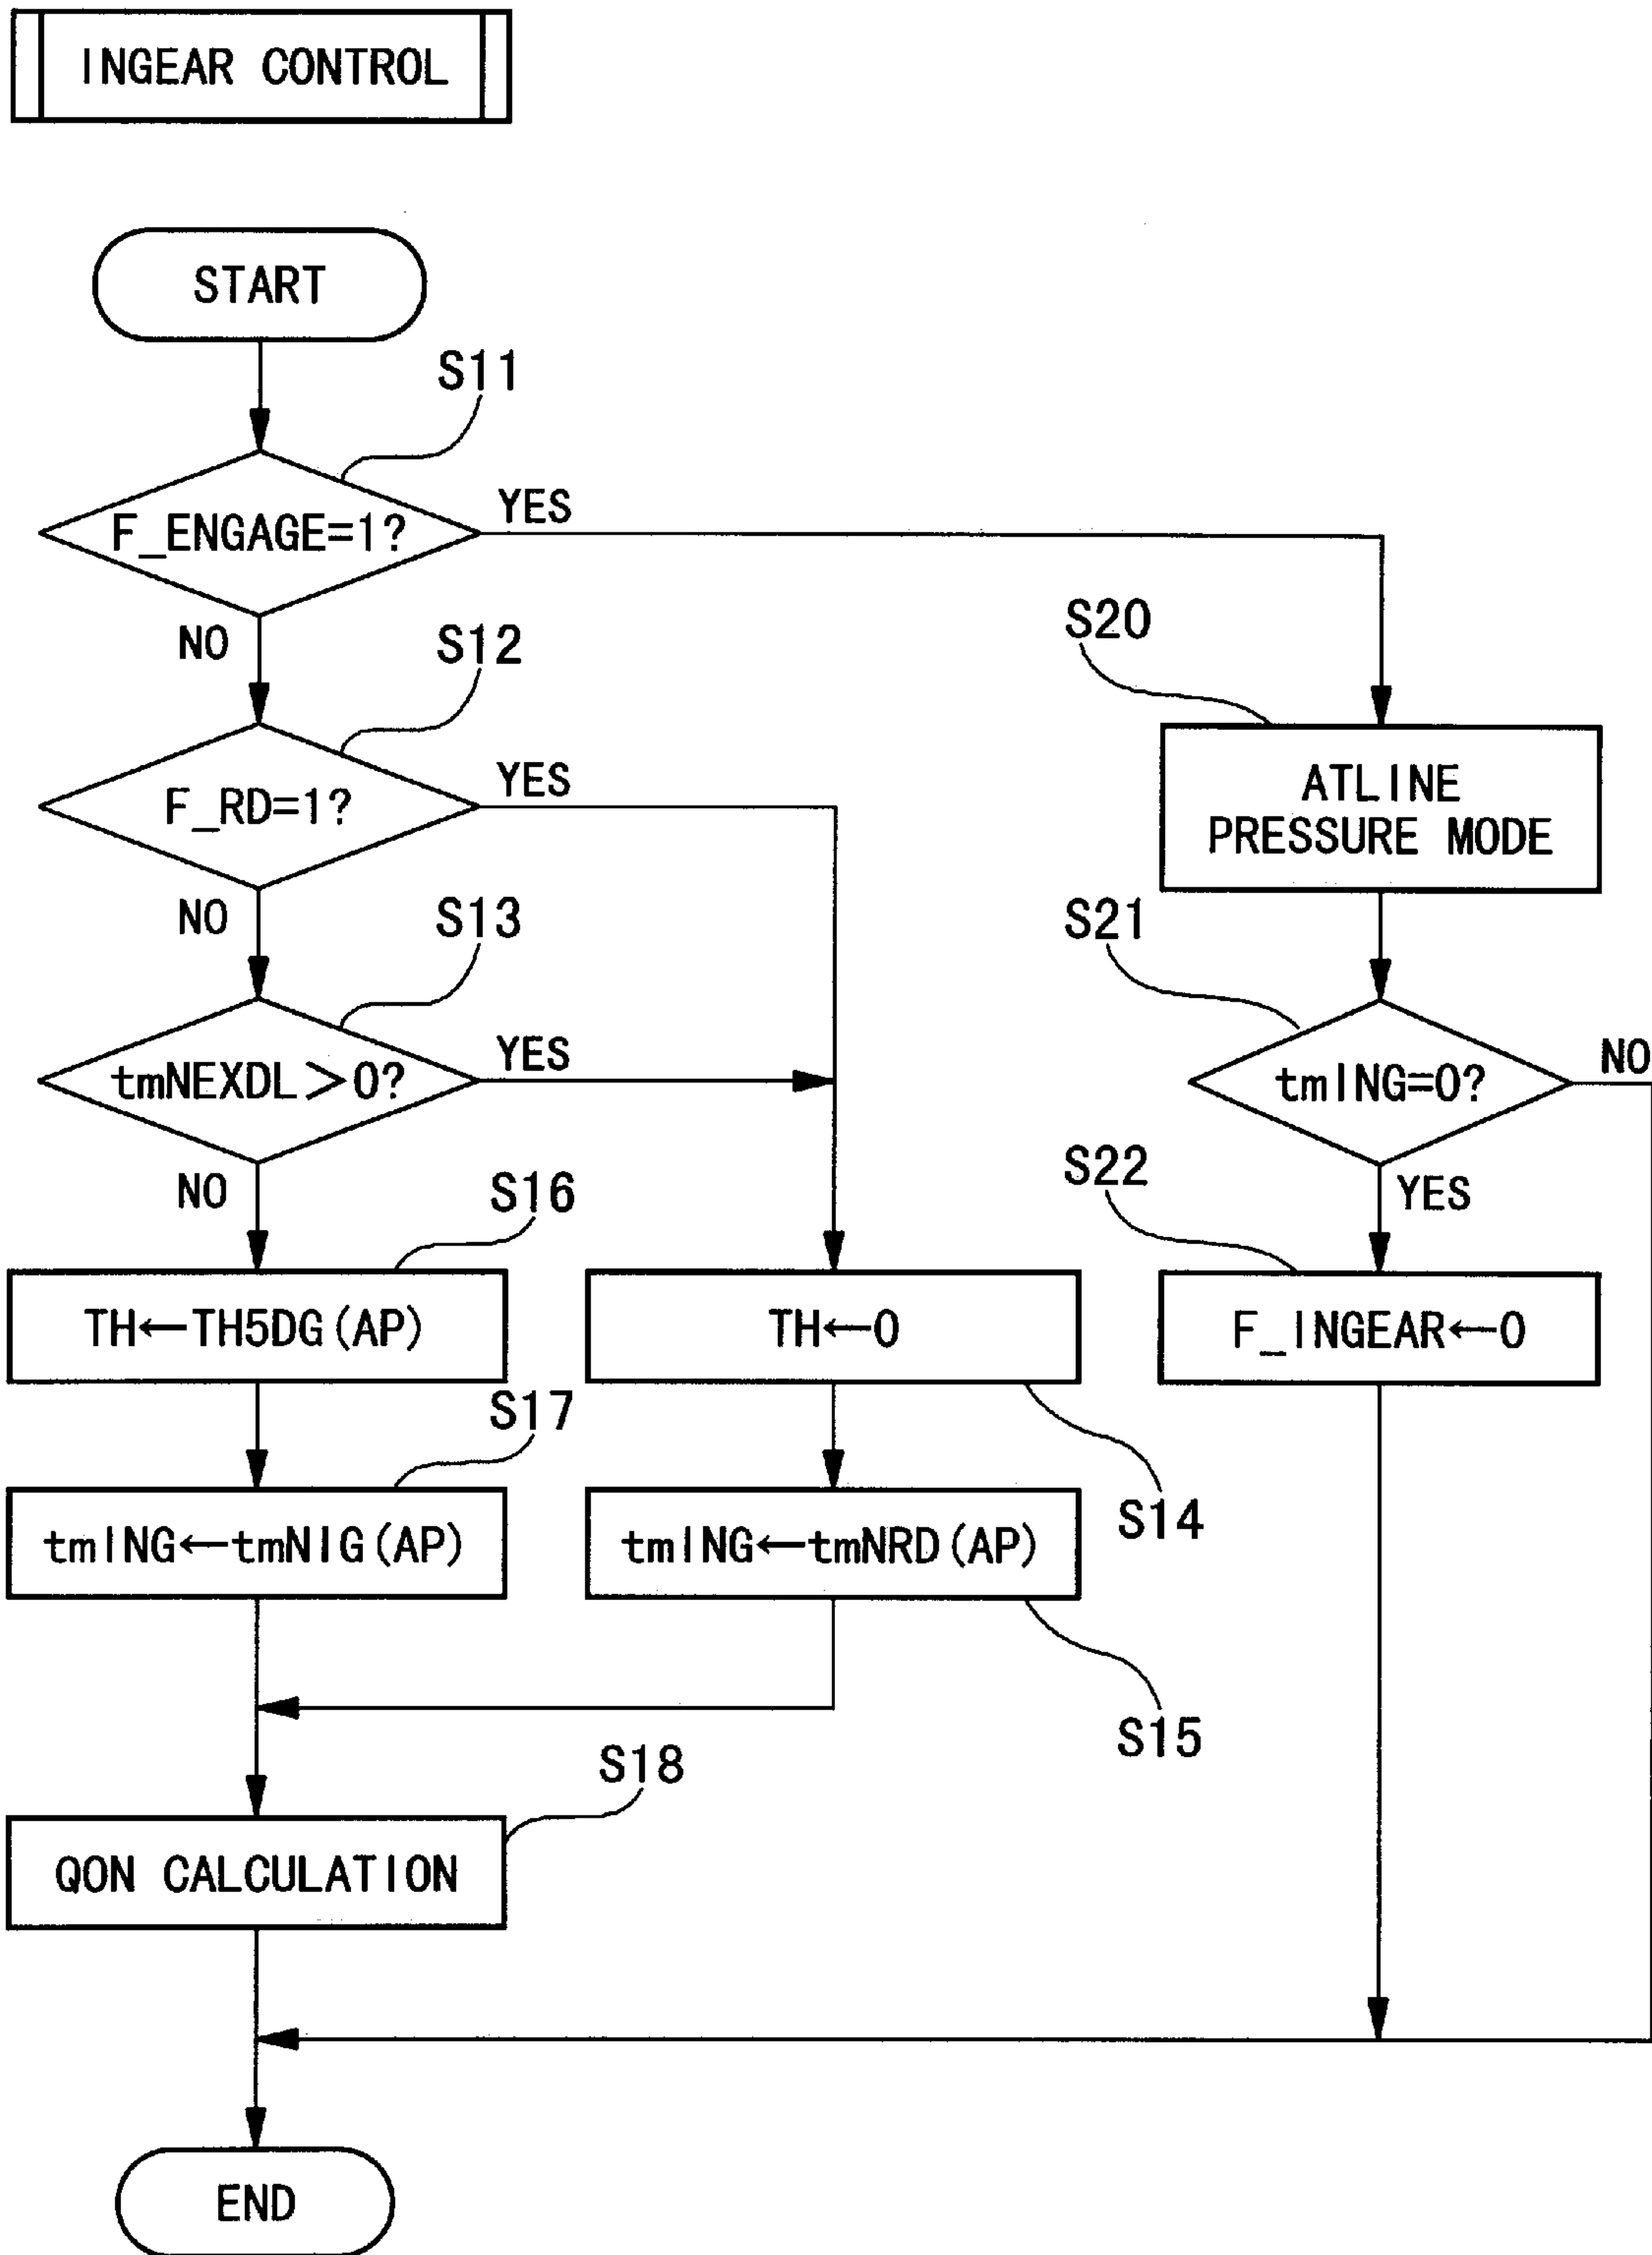 INGEAR CONTROL
START
S11
F_ENGAGE=1?
YES
NO
S12
F_RD=1?
YES
NO
S13
tmNEXDL>0?
YES
NO
S16
TH←TH5DG(AP)
S17
tmING←tmNIG(AP)
TH←0
S14
tmING←tmNRD(AP)
S15
S18
QON CALCULATION
S20
ATLINE
PRESSURE MODE
S21
tmING=0?
NO
YES
S22
F_INGEAR←0
END